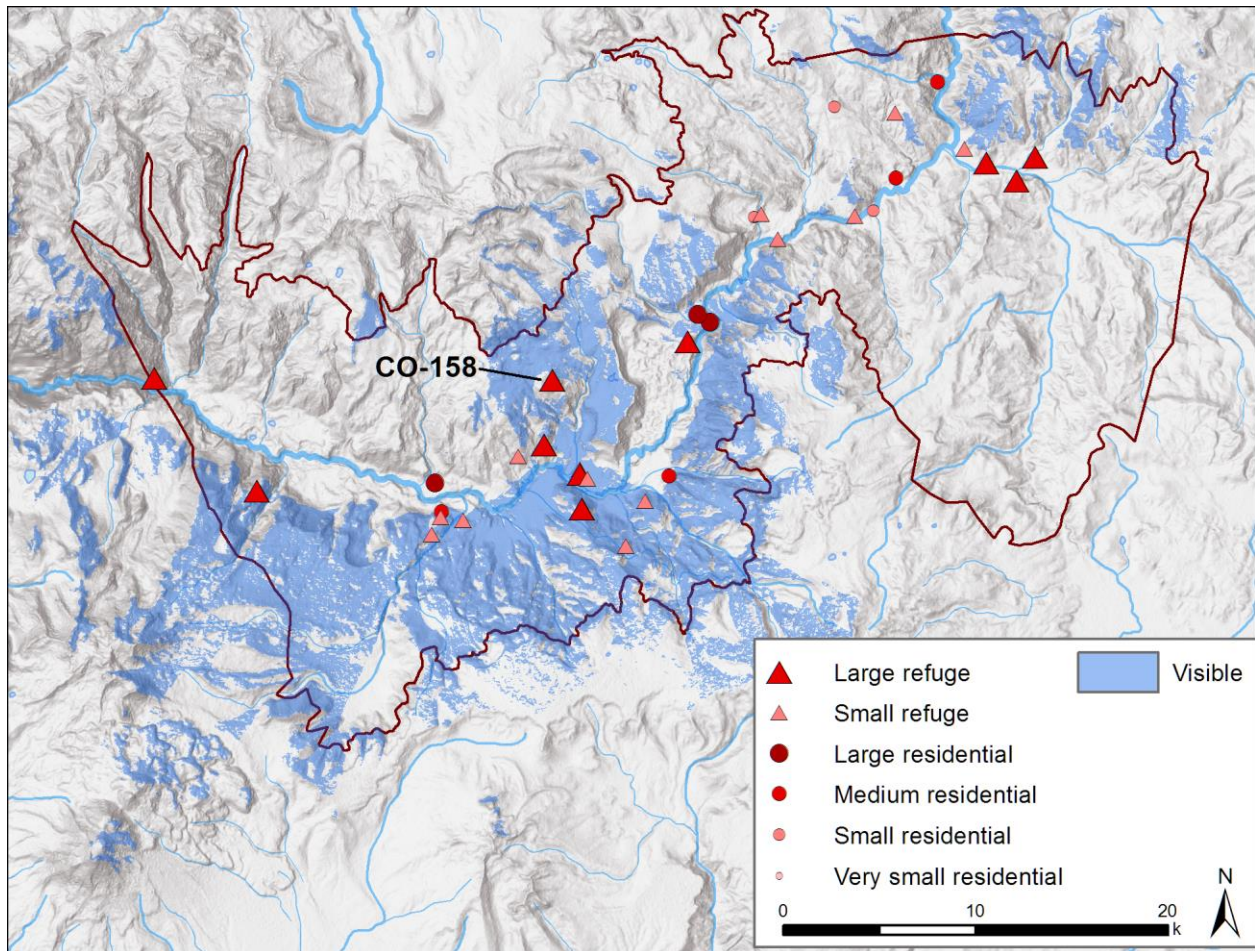 CO-158
Large refuge
Visible
Small refuge
Large residential
Medium residential
Small residential
Very small residential
N
0 10 20
k